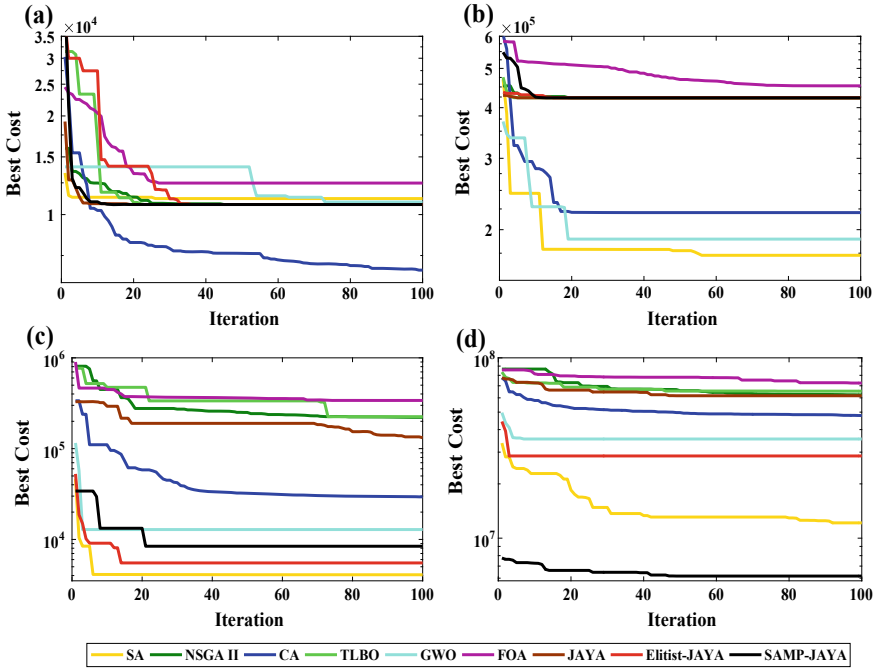 (a)
×10⁴
3.5
3
2.5
2
1.5
1
Best Cost
0 20 40 60 80 100
Iteration
(b)
×10⁵
6
5
4
3
2
Best Cost
0 20 40 60 80 100
Iteration
(c)
10⁶
10⁵
10⁴
Best Cost
0 20 40 60 80 100
Iteration
(d)
10⁸
10⁷
Best Cost
0 20 40 60 80 100
Iteration
SA NSGA II CA TLBO GWO FOA JAYA Elitist-JAYA SAMP-JAYA